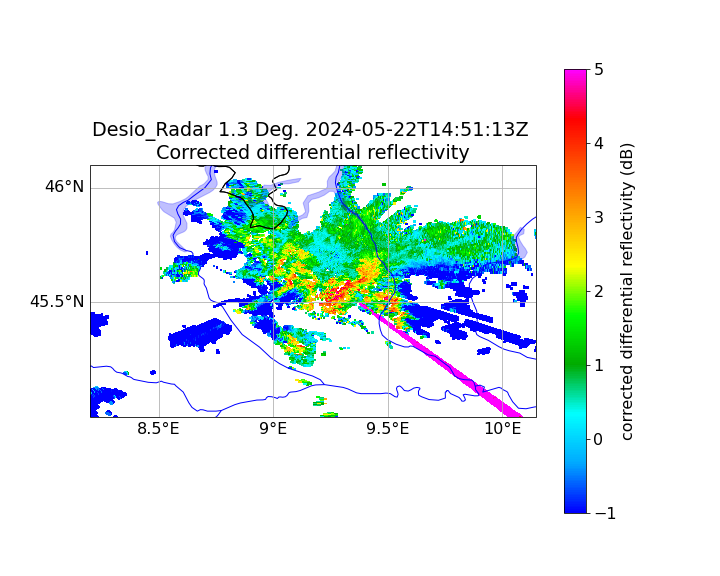 Desio_Radar 1.3 Deg. 2024-05-22T14:51:13Z
Corrected differential reflectivity
46°N
45.5°N
8.5°E
9°E
9.5°E
10°E
5
4
3
2
1
0
−1
corrected differential reflectivity (dB)